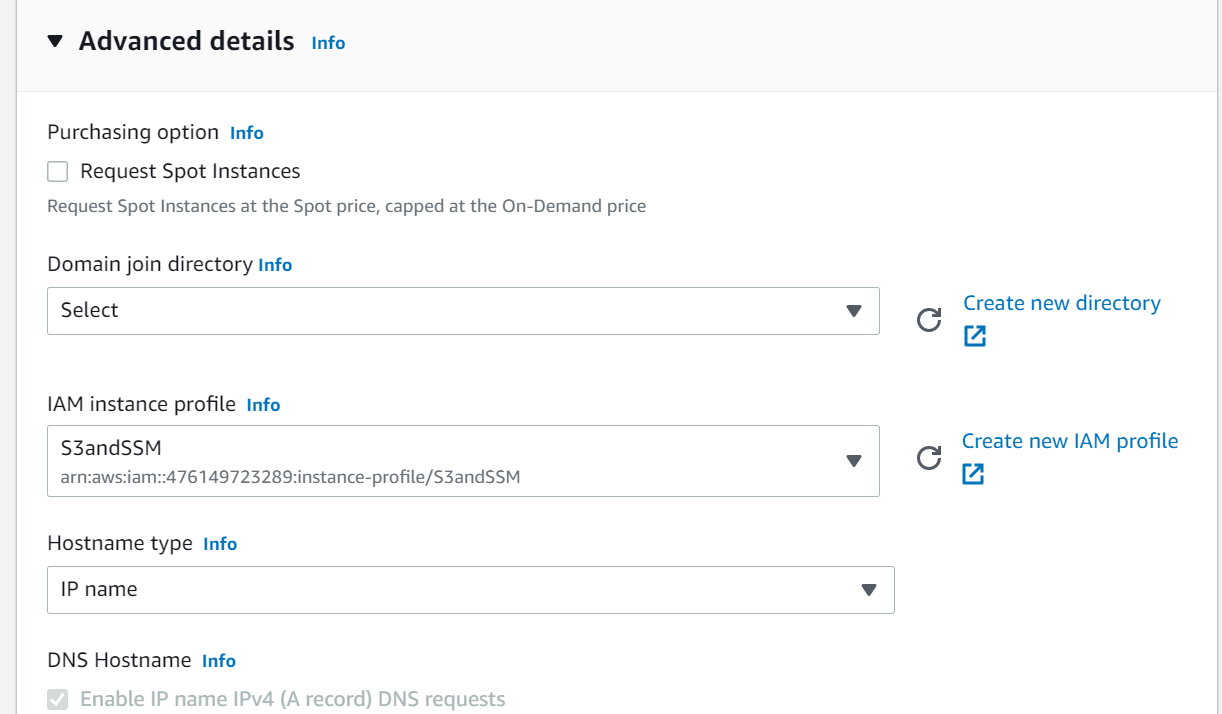 Advanced details Info
Purchasing option Info
Request Spot Instances
Request Spot Instances at the Spot price, capped at the On-Demand price
Domain join directory Info
Select
Create new directory
IAM instance profile Info
S3andSSM
arn:aws:iam::476149723289:instance-profile/S3andSSM
Create new IAM profile
Hostname type Info
IP name
DNS Hostname Info
Enable IP name IPv4 (A record) DNS requests